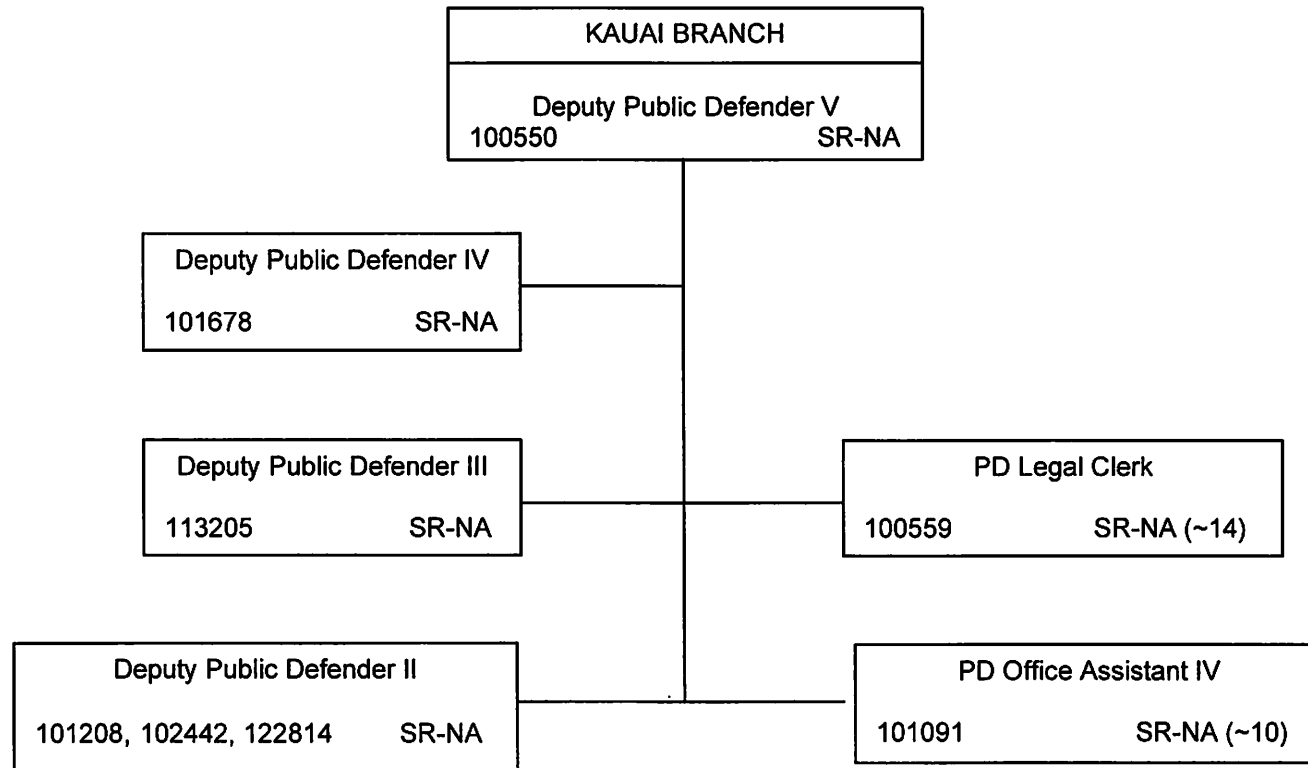 KAUAI BRANCH
Deputy Public Defender V
100550 SR-NA
Deputy Public Defender IV
101678 SR-NA
Deputy Public Defender III
113205 SR-NA
PD Legal Clerk
100559 SR-NA (~14)
Deputy Public Defender II
101208, 102442, 122814 SR-NA
PD Office Assistant IV
101091 SR-NA (~10)